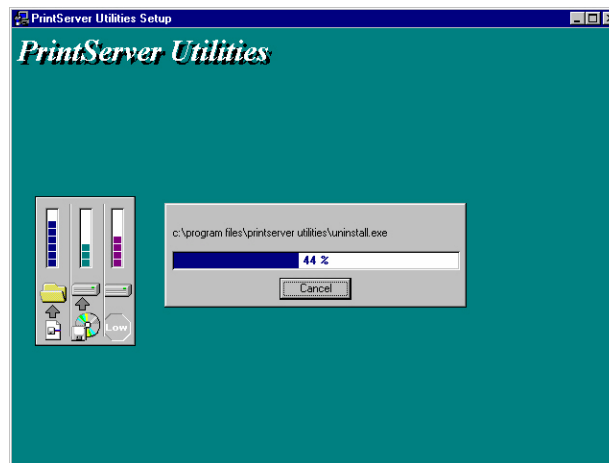 PrintServer Utilities Setup
PrintServer Utilities
c:\program files\printserver utilities\uninstall.exe
44 %
Cancel
Low